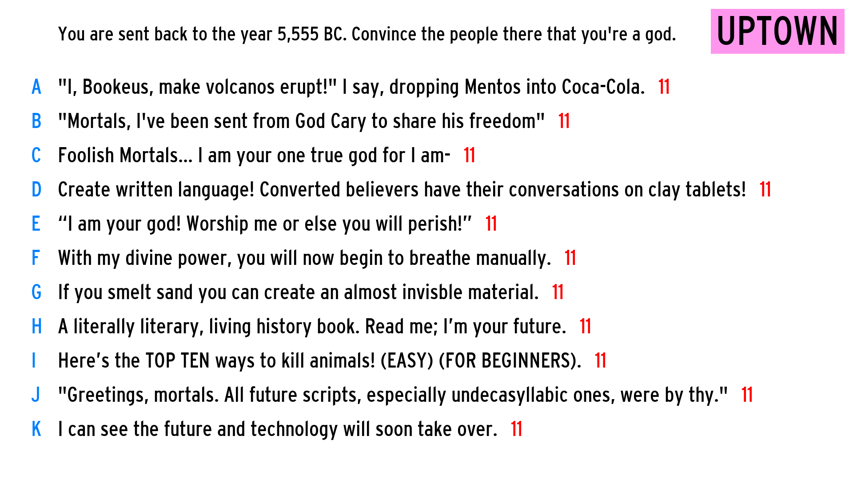 You are sent back to the year 5,555 BC. Convince the people there that you're a god.
UPTOWN
A "I, Bookeus, make volcanos erupt!" I say, dropping Mentos into Coca-Cola. 11
B "Mortals, I've been sent from God Cary to share his freedom" 11
C Foolish Mortals... I am your one true god for I am- 11
D Create written language! Converted believers have their conversations on clay tablets! 11
E “I am your god! Worship me or else you will perish!” 11
F With my divine power, you will now begin to breathe manually. 11
G If you smelt sand you can create an almost invisble material. 11
H A literally literary, living history book. Read me; I’m your future. 11
I Here’s the TOP TEN ways to kill animals! (EASY) (FOR BEGINNERS). 11
J "Greetings, mortals. All future scripts, especially undecasyllabic ones, were by thy." 11
K I can see the future and technology will soon take over. 11